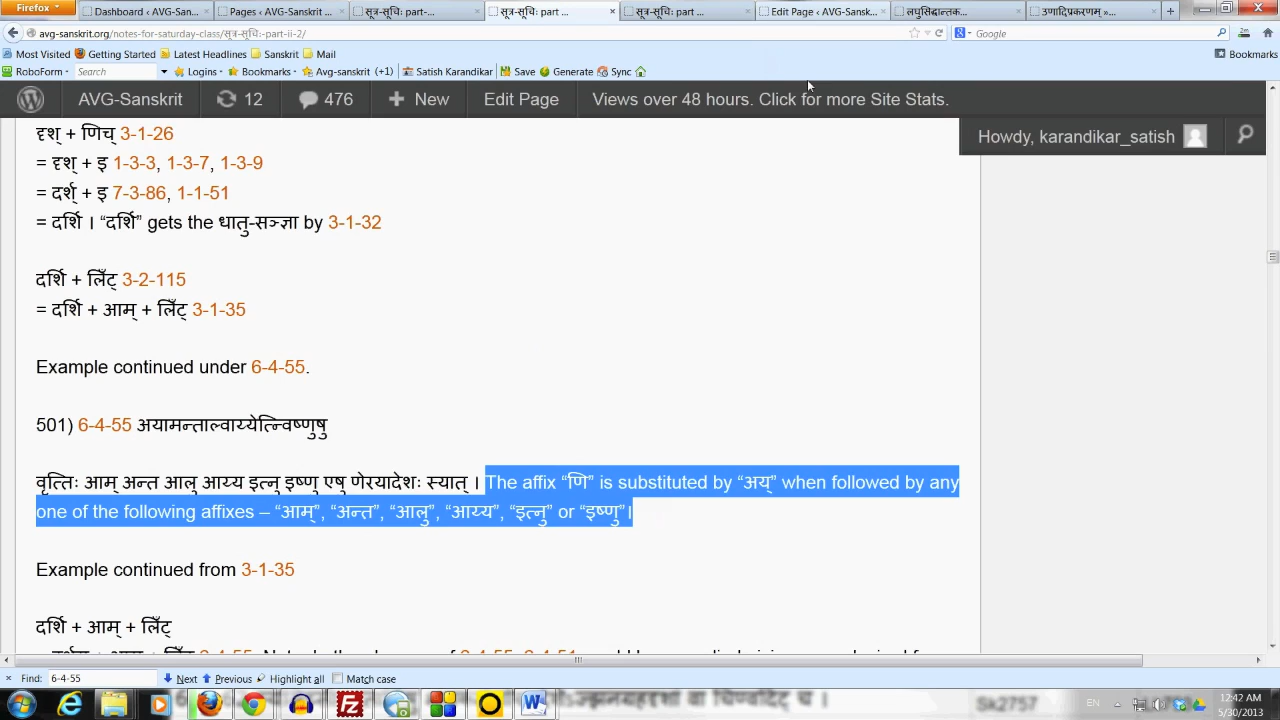 Firefox
Dashboard ‹ AVG-Sanskrit ...
Pages ‹ AVG-Sanskrit ...
सूत्र-सूचिः part-...
सूत्र-सूचिः part ...
सूत्र-सूचिः part ...
Edit Page ‹ AVG-Sansk...
लघुसिद्धान्तक...
उणादिप्रकरणम् »...
avg-sanskrit.org/notes-for-saturday-class/सूत्र-सूचिः-part-ii-2/
Google
Most Visited Getting Started Latest Headlines Sanskrit Mail
Bookmarks
RoboForm Search Logins Bookmarks Avg-sanskrit (+1) Satish Karandikar Save Generate Sync
AVG-Sanskrit 12 476 + New Edit Page Views over 48 hours. Click for more Site Stats.
Howdy, karandikar_satish
दृश् + णिच् 3-1-26
= दृश् + इ 1-3-3, 1-3-7, 1-3-9
= दर्श् + इ 7-3-86, 1-1-51
= दर्शि । “दर्शि” gets the धातु-सञ्ज्ञा by 3-1-32
दर्शि + लिँट् 3-2-115
= दर्शि + आम् + लिँट् 3-1-35
Example continued under 6-4-55.
501) 6-4-55 अयामन्ताल्वाय्येत्न्विष्णुषु
वृत्तिः आम् अन्त आलु आय्य इत्नु इष्णु एषु णेरयादेशः स्यात् । The affix “णि” is substituted by “अय्” when followed by any
one of the following affixes – “आम्”, “अन्त”, “आलु”, “आय्य”, “इत्नु” or “इष्णु”।
Example continued from 3-1-35
दर्शि + आम् + लिँट्
Find: 6-4-55 Next Previous Highlight all Match case
EN
12:42 AM
5/30/2013